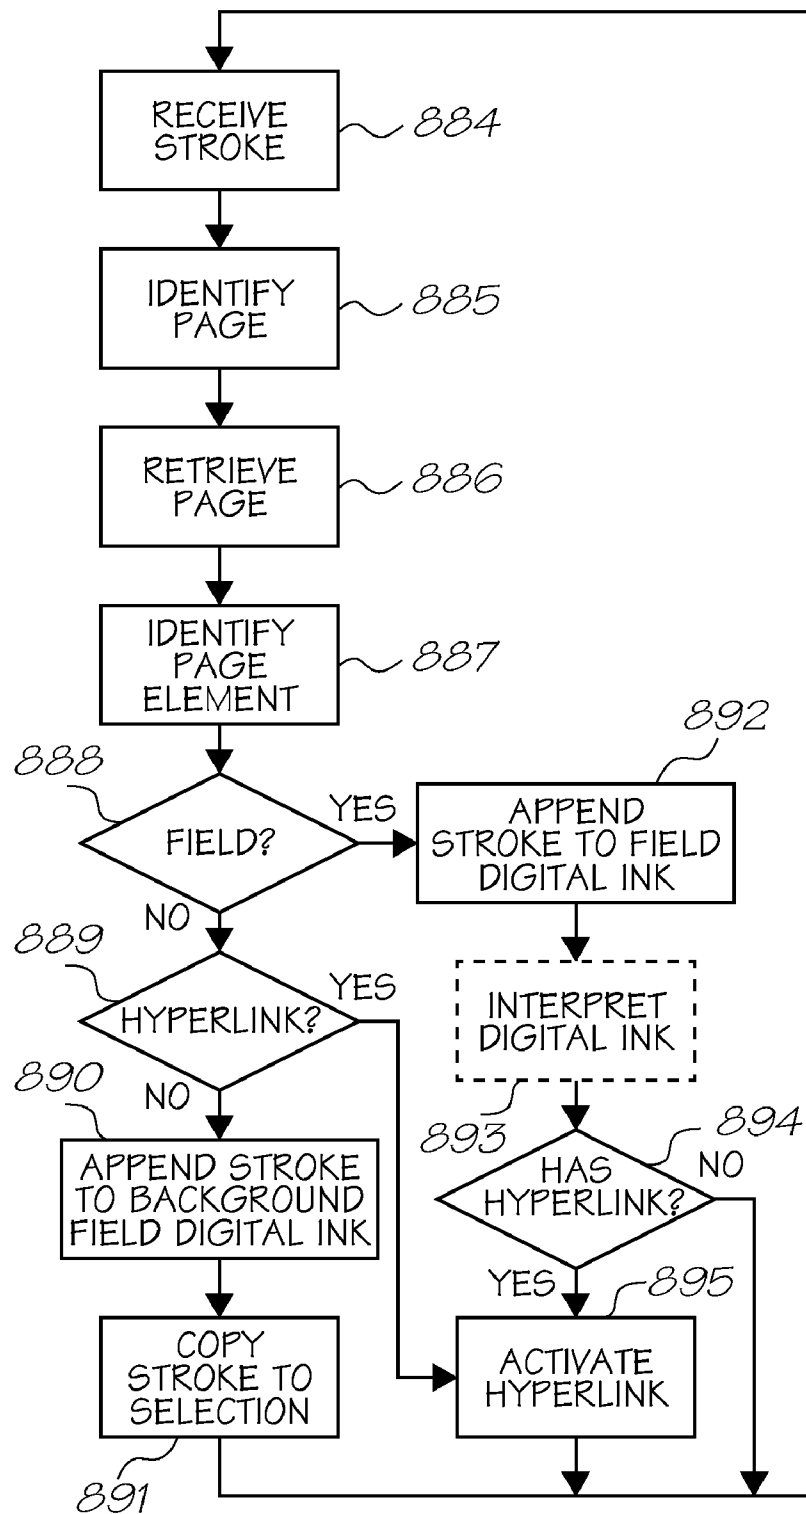 RECEIVE
STROKE
884
IDENTIFY
PAGE
885
RETRIEVE
PAGE
886
IDENTIFY
PAGE
ELEMENT
887
888
FIELD?
YES
NO
892
APPEND
STROKE TO FIELD
DIGITAL INK
889
HYPERLINK?
YES
NO
INTERPRET
DIGITAL INK
893
890
APPEND STROKE
TO BACKGROUND
FIELD DIGITAL INK
894
HAS
HYPERLINK?
NO
YES
COPY
STROKE TO
SELECTION
891
895
ACTIVATE
HYPERLINK